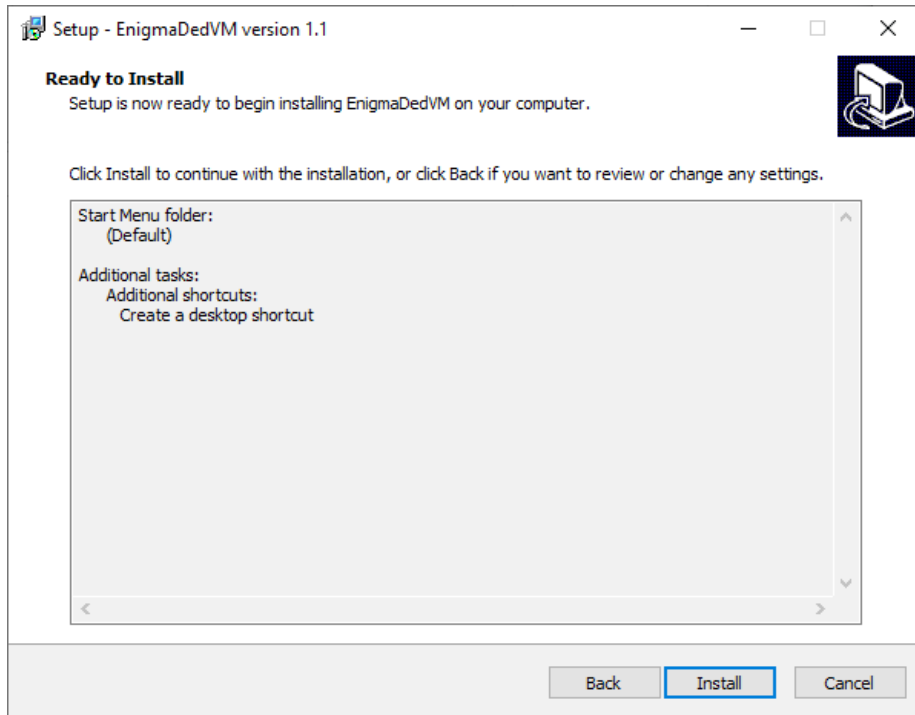 Setup - EnigmaDedVM version 1.1
Ready to Install
Setup is now ready to begin installing EnigmaDedVM on your computer.
Click Install to continue with the installation, or click Back if you want to review or change any settings.
Start Menu folder:
(Default)
Additional tasks:
Additional shortcuts:
Create a desktop shortcut
Back
Install
Cancel